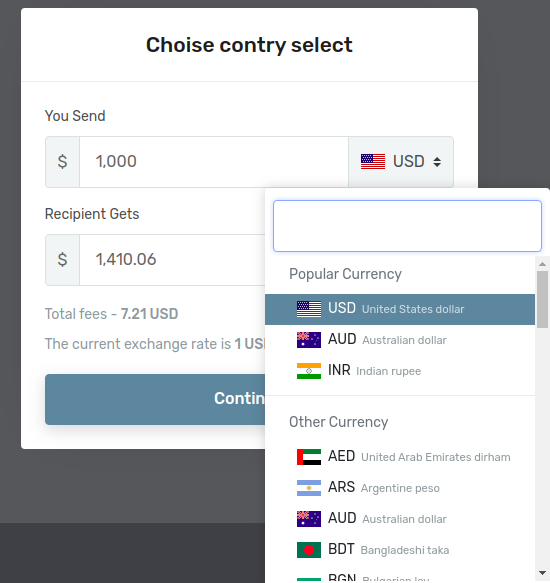 Choise contry select
You Send
$ 1,000 USD
Recipient Gets
$ 1,410.06
Popular Currency
USD United States dollar
Total fees - 7.21 USD
AUD Australian dollar
The current exchange rate is 1 US
INR Indian rupee
Contin
Other Currency
AED United Arab Emirates dirham
ARS Argentine peso
AUD Australian dollar
BDT Bangladeshi taka
BGN Bulgarian lev